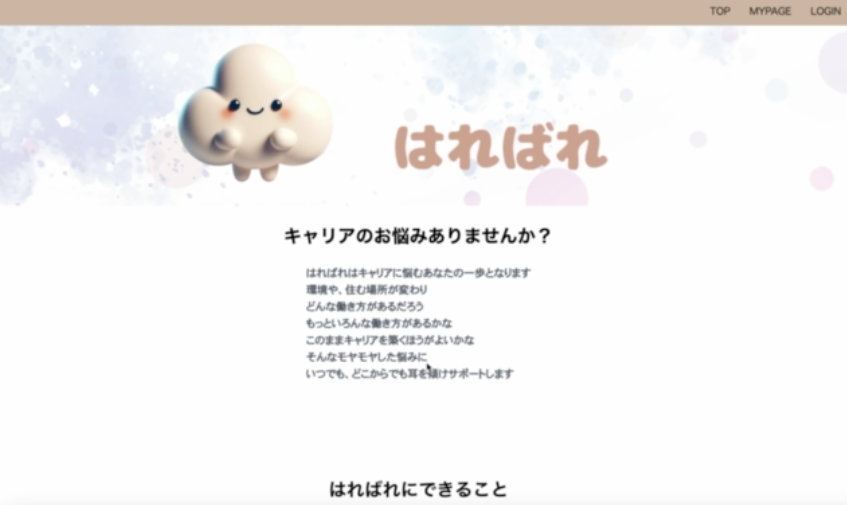 TOP MYPAGE LOGIN
はればれ
キャリアのお悩みありませんか？
はればれはキャリアに悩むあなたの一歩となります
環境や、住む場所が変わり
どんな働き方があるだろう
もっといろんな働き方があるかな
このままキャリアを築くほうがよいかな
そんなモヤモヤした悩みに
いつでも、どこからでも耳を傾けサポートします
はればれにできること